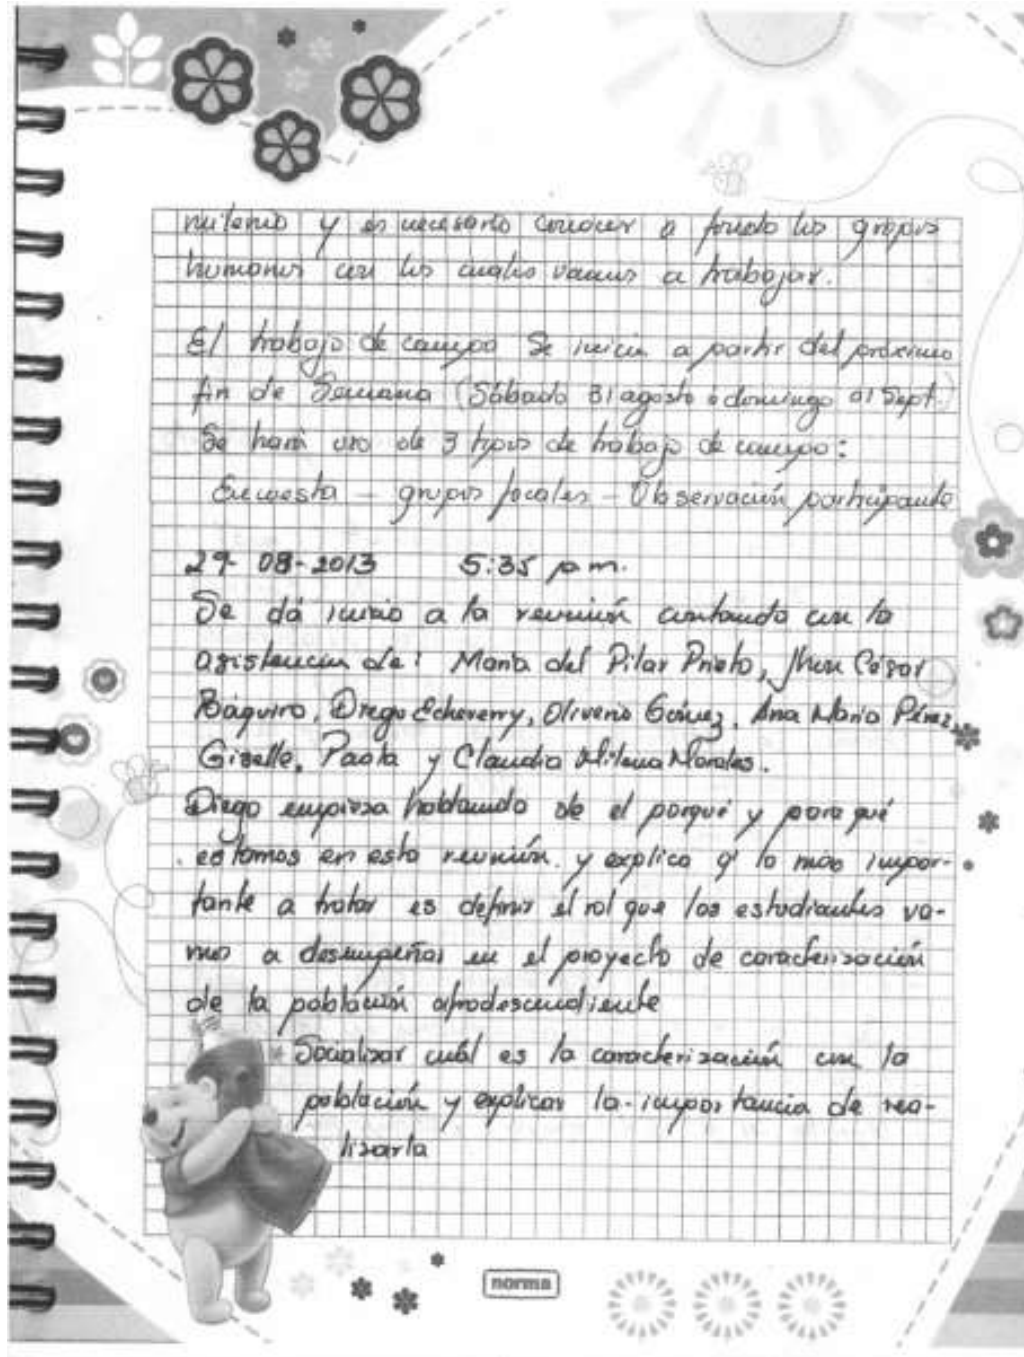 milenio y es necesario conocer a fondo los grupos
humanos con los cuales vamos a trabajar.
El trabajo de campo se inicia a partir del próximo
fin de Semana (Sábado 31 agosto o domingo 01 Sept.)
Se hará uso de 3 tipos de trabajo de campo:
Encuesta - grupos focales - Observación participante
29-08-2013 5:35 p.m.
Se dá inicio a la reunión contando con la
asistencia de: María del Pilar Prieto, Jhon César
Báquiro, Diego Echeverry, Oliverio Gómez, Ana María Pérez,
Giselle, Paola y Claudia Milena Morales.
Diego empieza hablando de el porqué y para qué
estamos en esta reunión. y explica q' lo más impor-
tante a tratar es definir el rol que los estudiantes va-
mos a desempeñar en el proyecto de caracterización
de la población afrodescendiente
* Socializar cuál es la caracterización con la
población y explicar la importancia de rea-
lizarla
norma